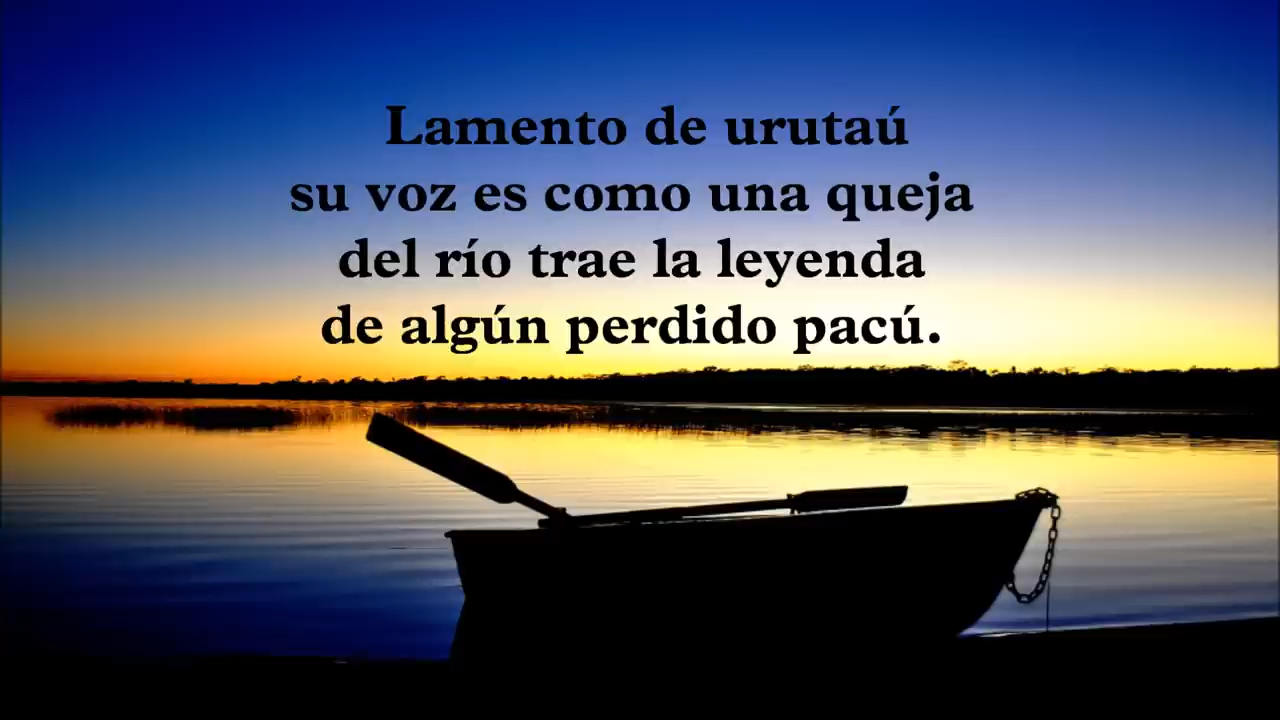 Lamento de urutaú
su voz es como una queja
del río trae la leyenda
de algún perdido pacú.